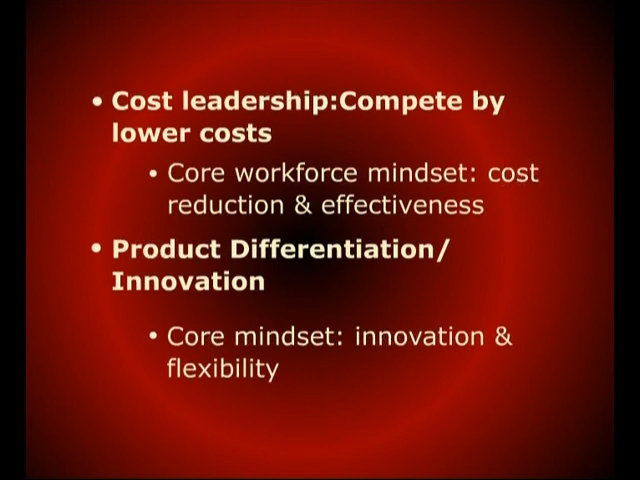 • Cost leadership:Compete by
lower costs
• Core workforce mindset: cost
reduction & effectiveness
• Product Differentiation/
Innovation
• Core mindset: innovation &
flexibility